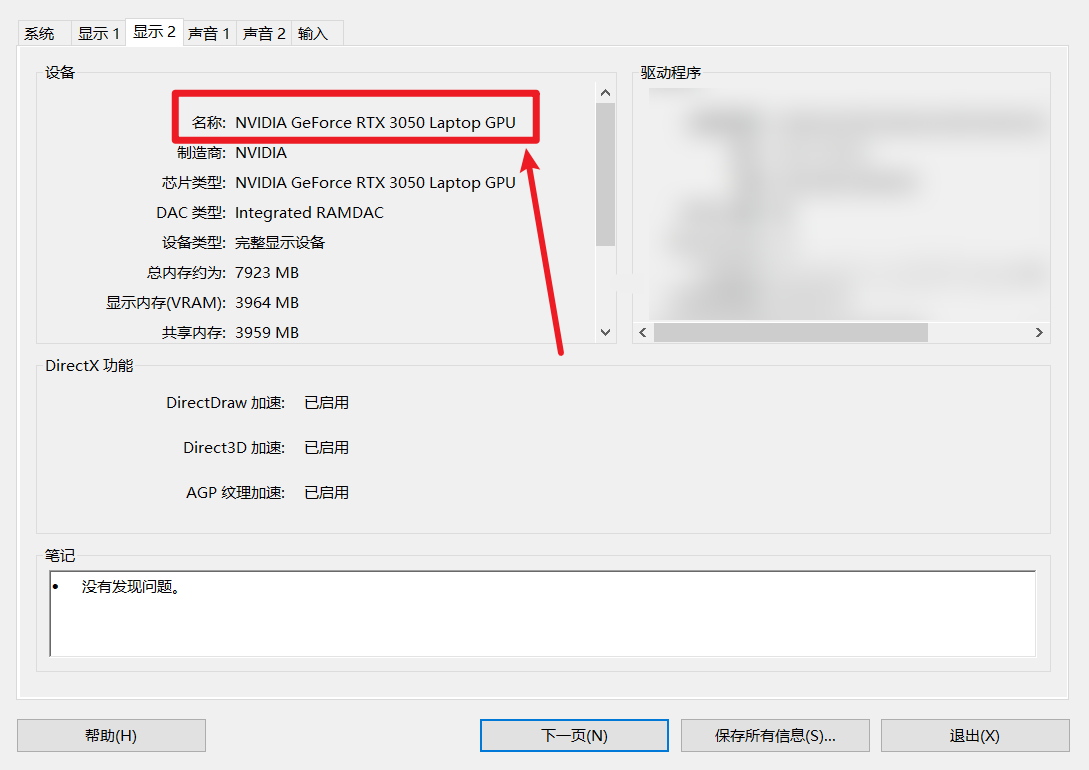 系统 显示 1 显示 2 声音 1 声音 2 输入
设备
名称: NVIDIA GeForce RTX 3050 Laptop GPU
制造商: NVIDIA
芯片类型: NVIDIA GeForce RTX 3050 Laptop GPU
DAC 类型: Integrated RAMDAC
设备类型: 完整显示设备
总内存约为: 7923 MB
显示内存(VRAM): 3964 MB
共享内存: 3959 MB
驱动程序
DirectX 功能
DirectDraw 加速: 已启用
Direct3D 加速: 已启用
AGP 纹理加速: 已启用
笔记
• 没有发现问题。
帮助(H) 下一页(N) 保存所有信息(S)... 退出(X)